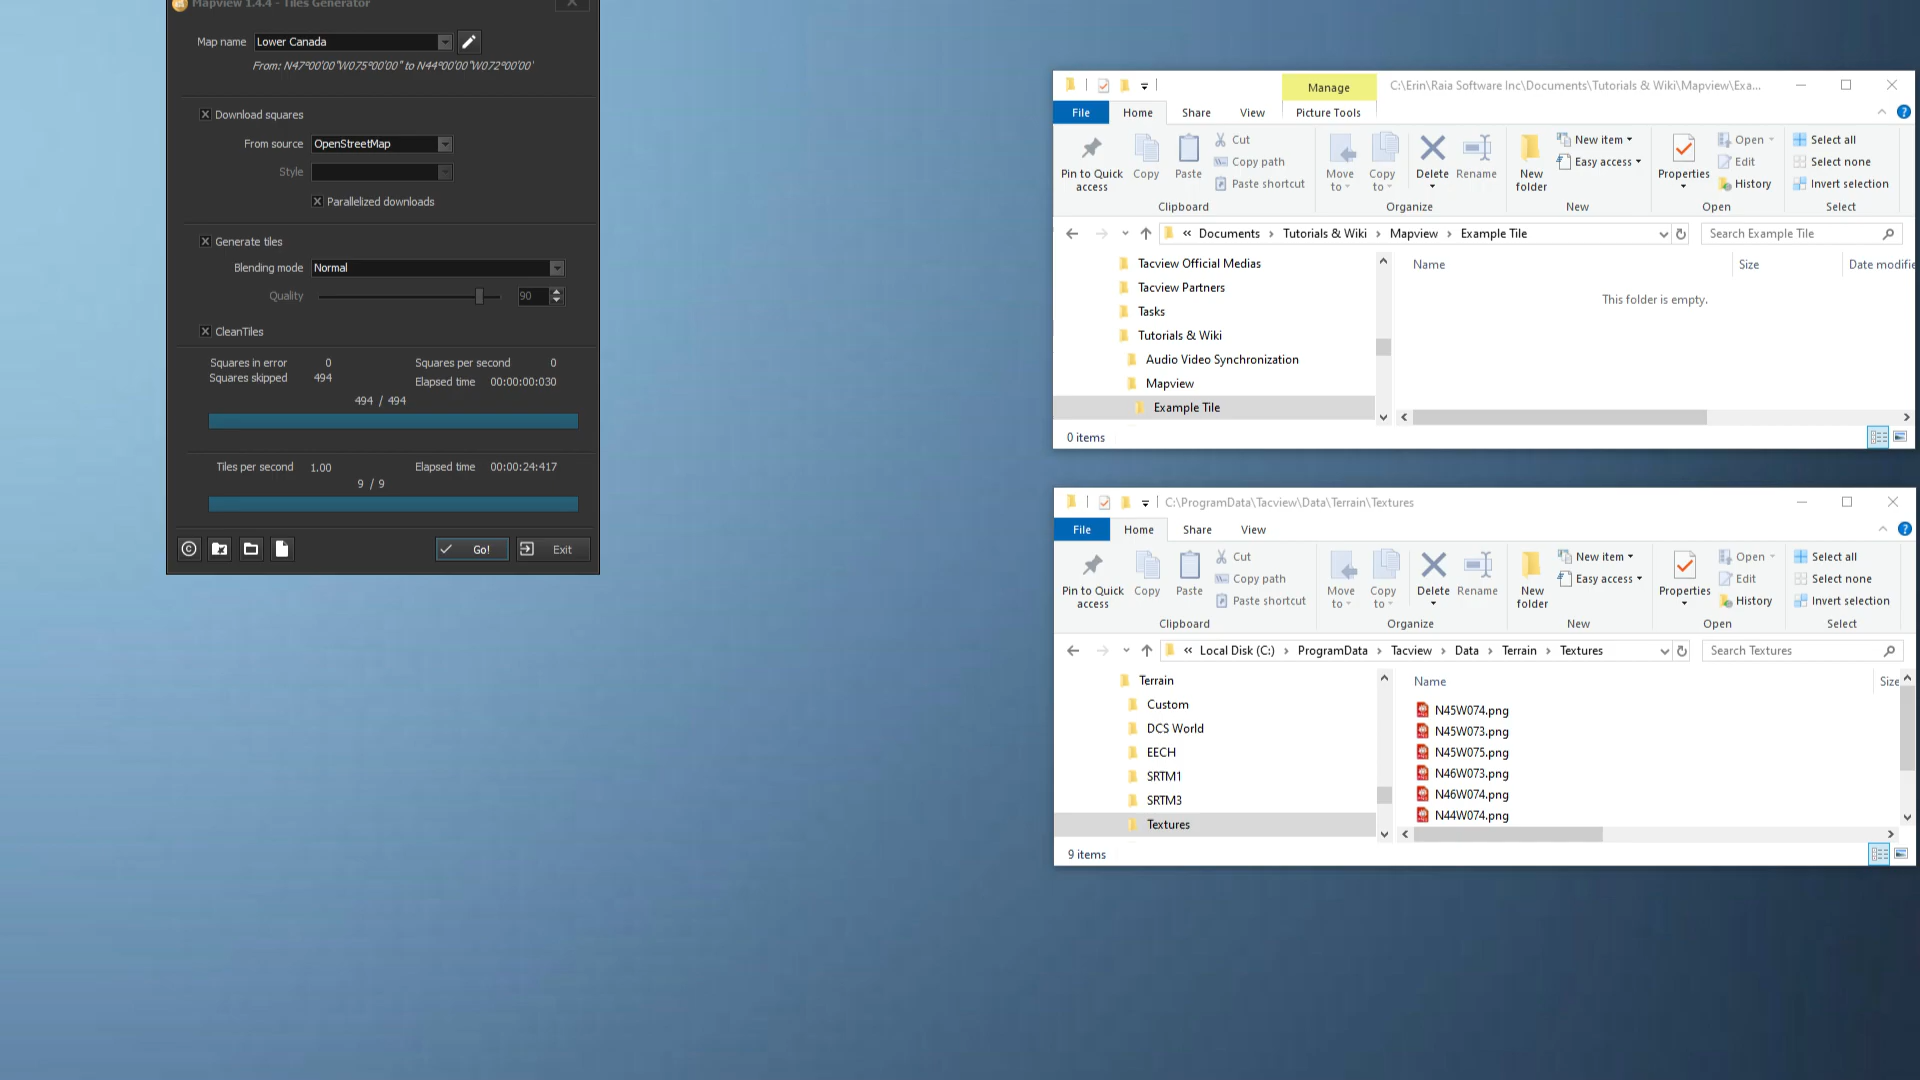 Mapview 1.4.4 - Tiles Generator
Map name Lower Canada
From: N47°00'00"W075°00'00" to N44°00'00"W072°00'00'
Download squares
From source OpenStreetMap
Style
Parallelized downloads
Generate tiles
Blending mode Normal
Quality 90
CleanTiles
Squares in error 0 Squares per second 0
Squares skipped 494 Elapsed time 00:00:00:030
494 / 494
Tiles per second 1.00 Elapsed time 00:00:24:417
9 / 9
Go! Exit
Manage C:\Erin\Raia Software Inc\Documents\Tutorials & Wiki\Mapview\Exa...
File Home Share View Picture Tools
Pin to Quick access
Copy
Paste
Cut
Copy path
Paste shortcut
Clipboard
Move to
Copy to
Delete
Rename
Organize
New folder
New item
Easy access
New
Properties
Open
Edit
History
Open
Select all
Select none
Invert selection
Select
« Documents › Tutorials & Wiki › Mapview › Example Tile
Search Example Tile
Tacview Official Medias
Tacview Partners
Tasks
Tutorials & Wiki
Audio Video Synchronization
Mapview
Example Tile
Name Size Date modifie
This folder is empty.
0 items
C:\ProgramData\Tacview\Data\Terrain\Textures
File Home Share View
Pin to Quick access
Copy
Paste
Cut
Copy path
Paste shortcut
Clipboard
Move to
Copy to
Delete
Rename
Organize
New folder
New item
Easy access
New
Properties
Open
Edit
History
Open
Select all
Select none
Invert selection
Select
« Local Disk (C:) › ProgramData › Tacview › Data › Terrain › Textures
Search Textures
Terrain
Custom
DCS World
EECH
SRTM1
SRTM3
Textures
Name Size
N45W074.png
N45W073.png
N45W075.png
N46W073.png
N46W074.png
N44W074.png
9 items